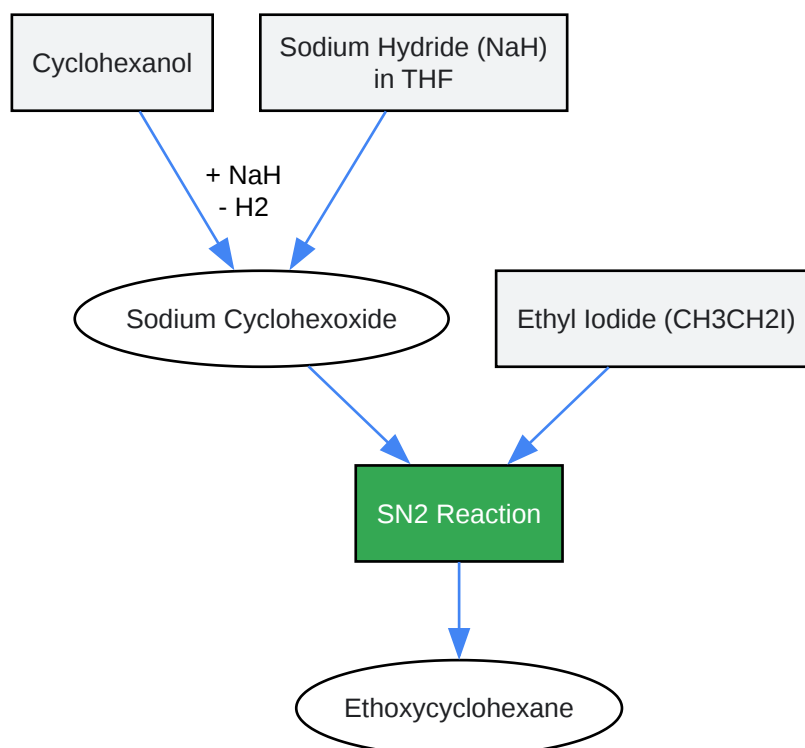 Cyclohexanol
Sodium Hydride (NaH)
in THF
+ NaH
- H2
Sodium Cyclohexoxide
Ethyl Iodide (CH3CH2I)
SN2 Reaction
Ethoxycyclohexane